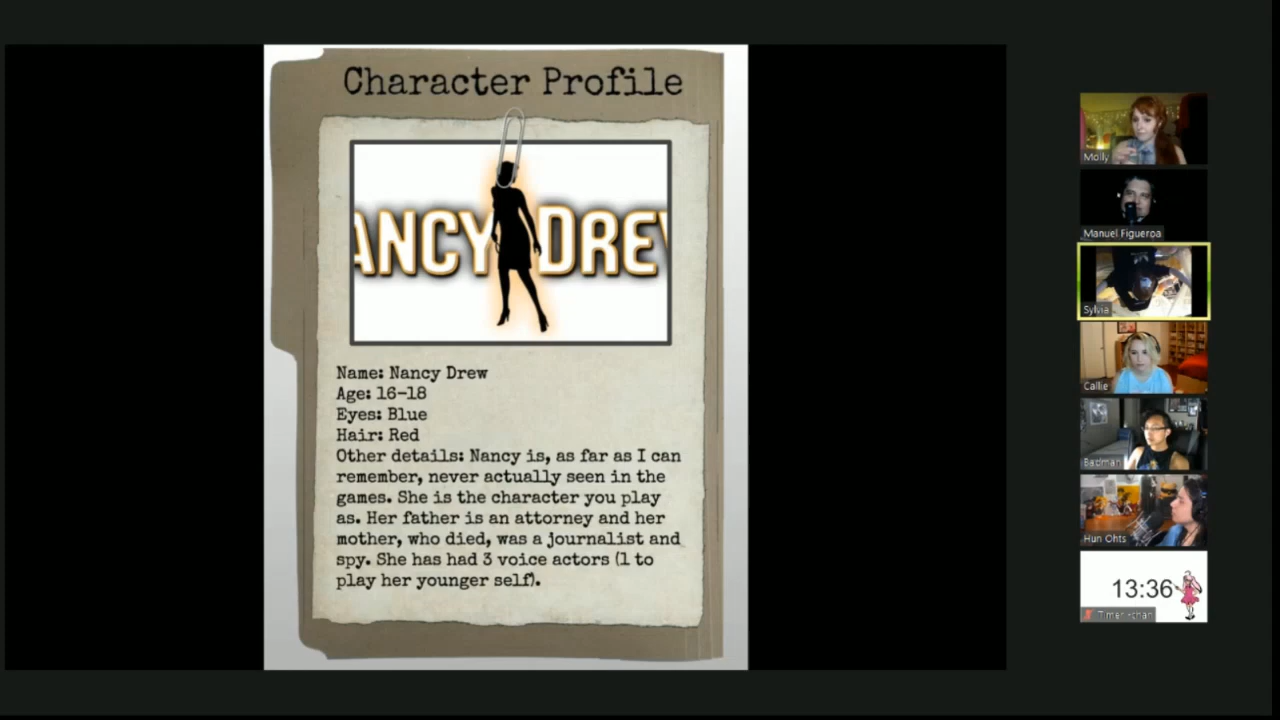 Character Profile
ANCY DREW
Name: Nancy Drew
Age: 16-18
Eyes: Blue
Hair: Red
Other details: Nancy is, as far as I can
remember, never actually seen in the
games. She is the character you play
as. Her father is an attorney and her
mother, who died, was a journalist and
spy. She has had 3 voice actors (1 to
play her younger self).
Molly
Manuel Figueroa
Sylvia
Callie
Badman
Hun Ohts
13:36
Timer-chan